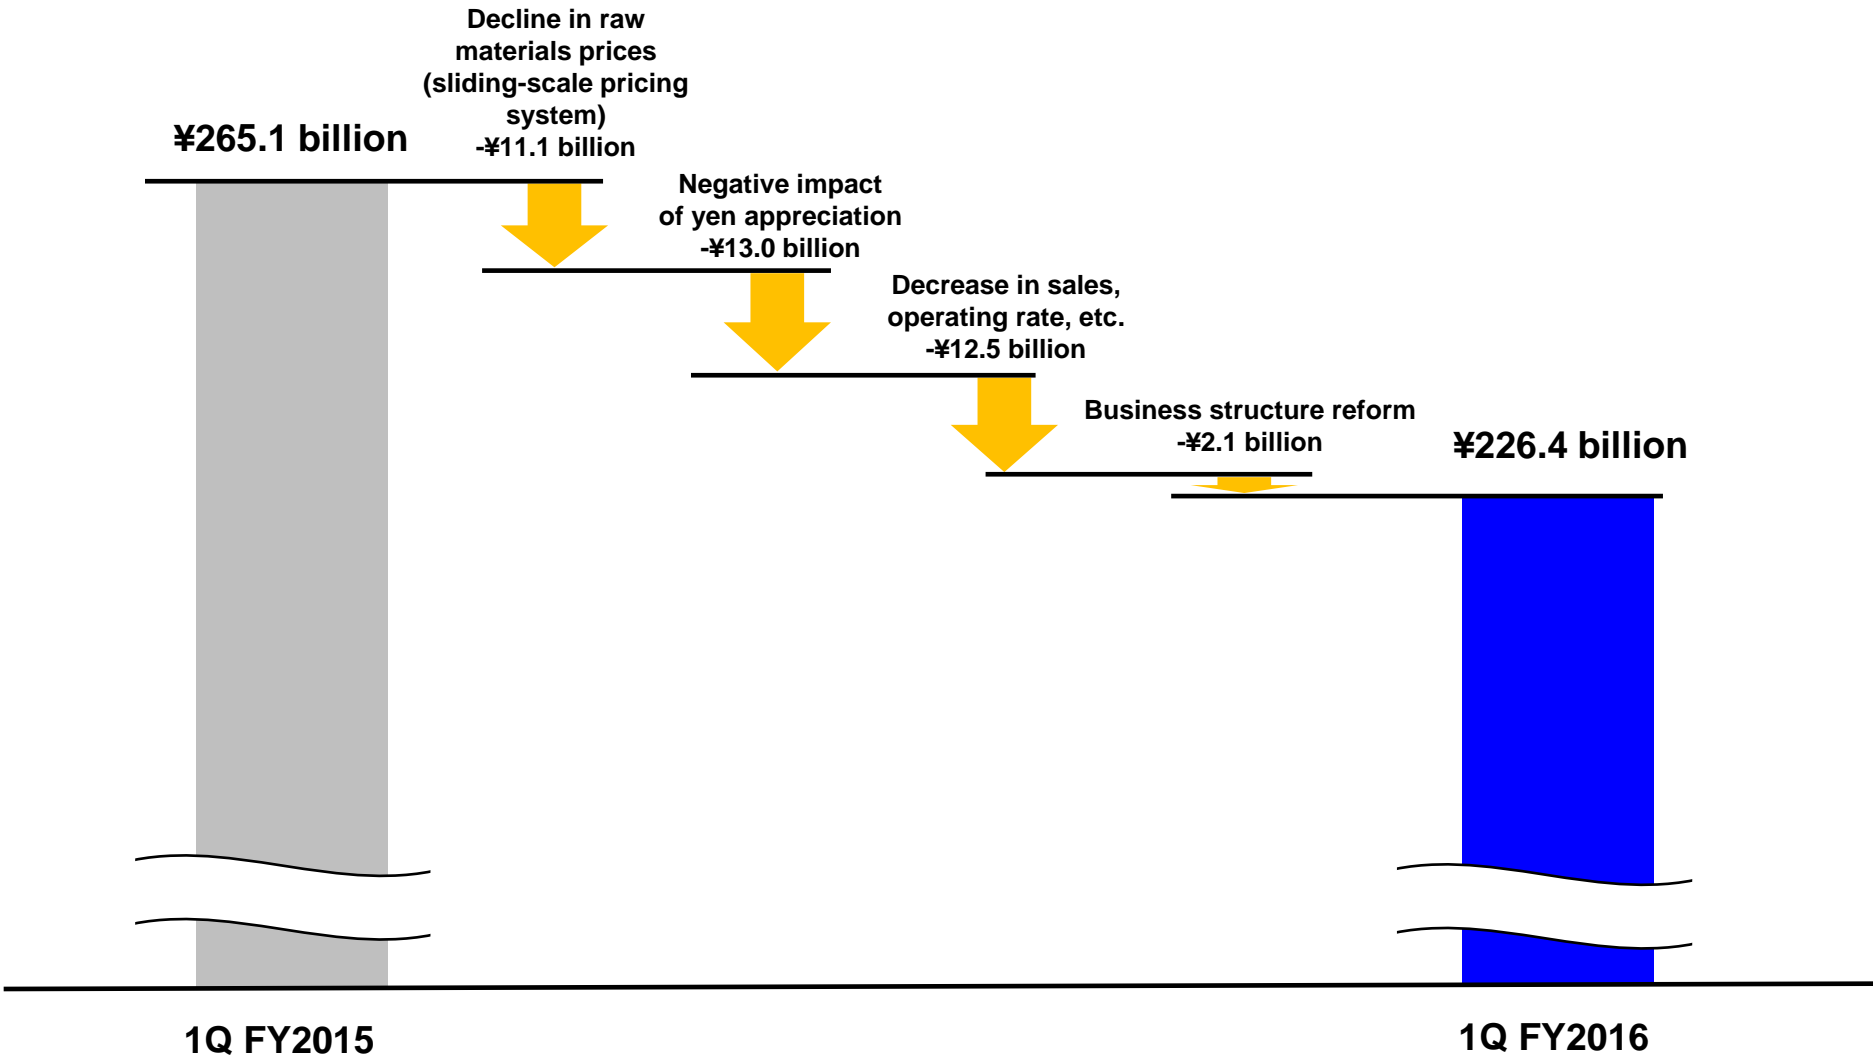 Decline in raw
materials prices
(sliding-scale pricing
system)
-¥11.1 billion
¥265.1 billion
Negative impact
of yen appreciation
-¥13.0 billion
Decrease in sales,
operating rate, etc.
-¥12.5 billion
Business structure reform
-¥2.1 billion
¥226.4 billion
1Q FY2015
1Q FY2016